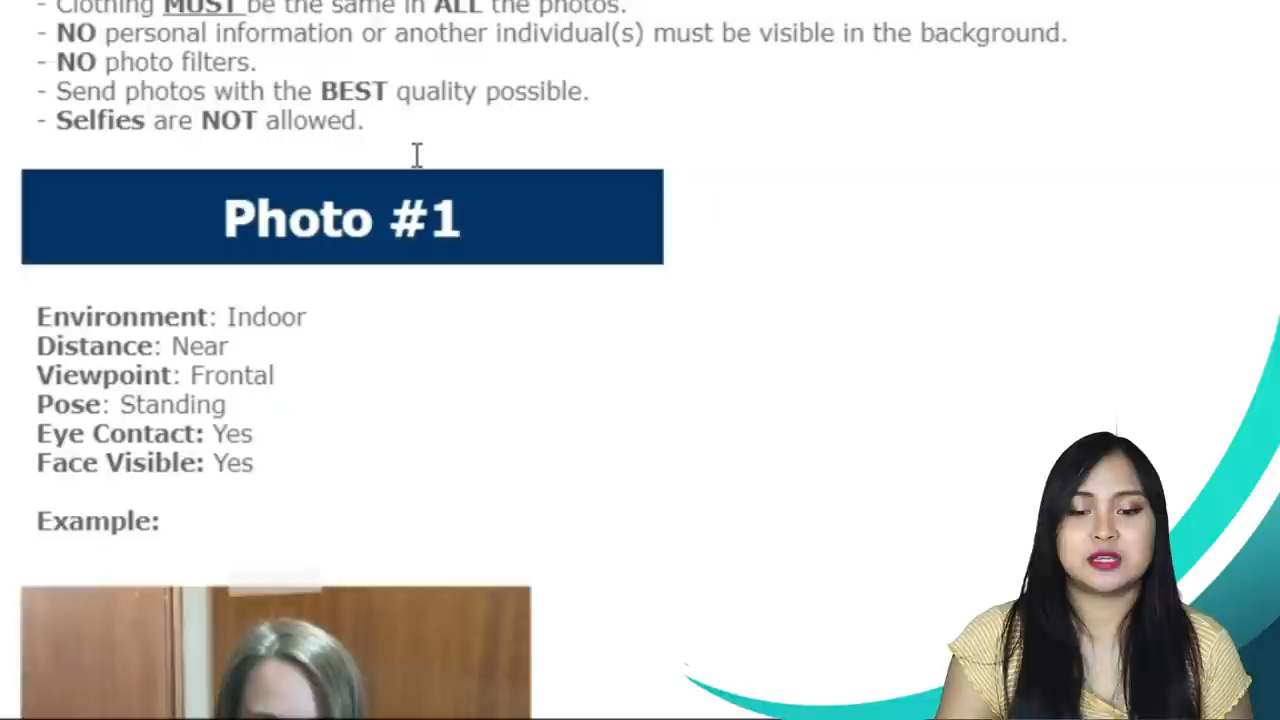 - Clothing MUST be the same in ALL the photos.
- NO personal information or another individual(s) must be visible in the background.
- NO photo filters.
- Send photos with the BEST quality possible.
- Selfies are NOT allowed.
Photo #1
Environment: Indoor
Distance: Near
Viewpoint: Frontal
Pose: Standing
Eye Contact: Yes
Face Visible: Yes
Example: